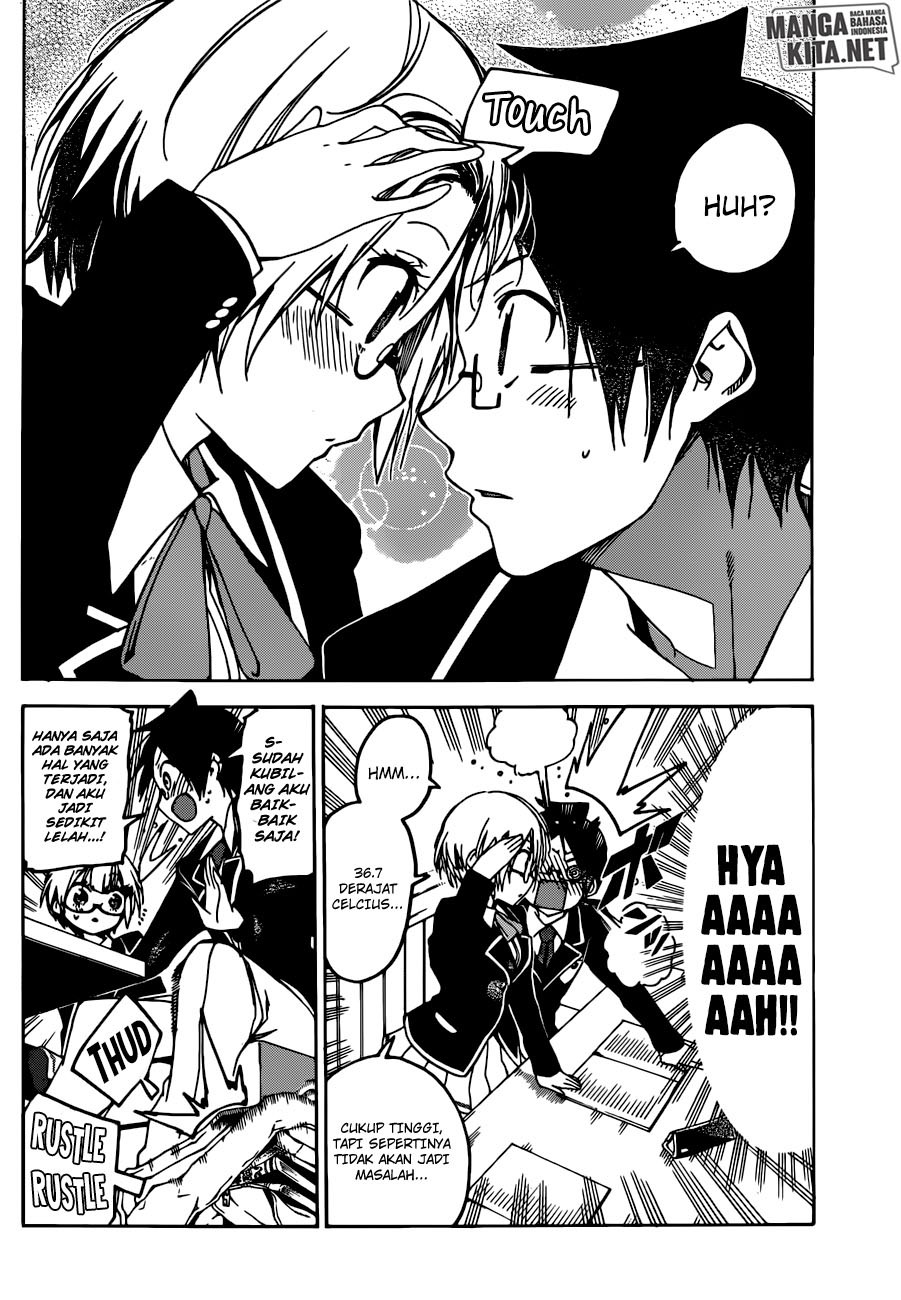 MANGA
KITA.NET
BACA MANGA
BAHASA
INDONESIA
Touch
HUH?
HYA
AAAA
AAAA
AAH!!
HMM...
36.7
DERAJAT
CELCIUS...
ボボ
CUKUP TINGGI,
TAPI SEPERTINYA
TIDAK AKAN JADI
MASALAH...
S-
SUDAH
KUBIL-
ANG AKU
BAIK-
BAIK
SAJA!
HANYA SAJA
ADA BANYAK
HAL YANG
TERJADI,
DAN AKU
JADI
SEDIKIT
LELAH...!
THUD
RUSTLE
RUSTLE